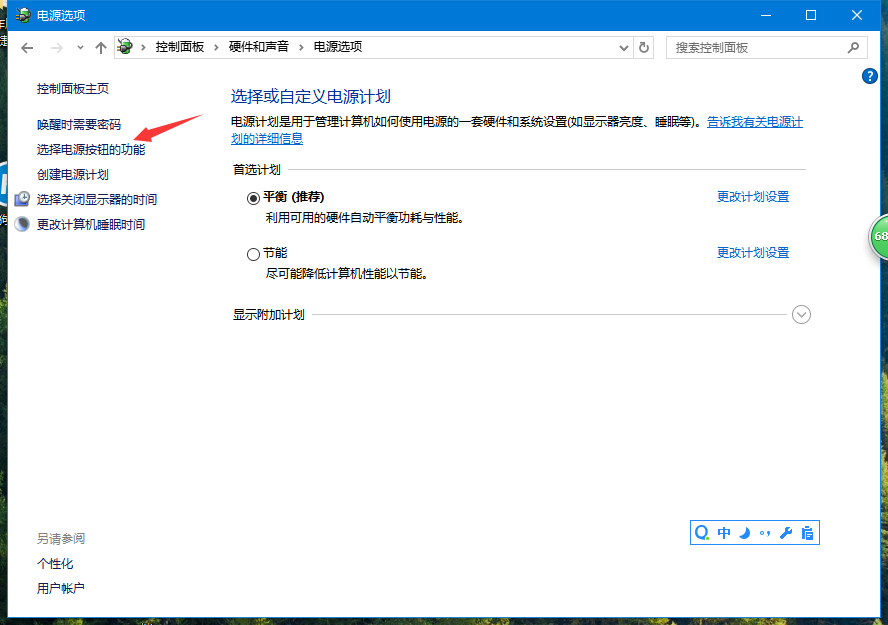 电源选项
控制面板 › 硬件和声音 › 电源选项
搜索控制面板
控制面板主页
唤醒时需要密码
选择电源按钮的功能
创建电源计划
选择关闭显示器的时间
更改计算机睡眠时间
选择或自定义电源计划
电源计划是用于管理计算机如何使用电源的一套硬件和系统设置(如显示器亮度、睡眠等)。告诉我有关电源计
划的详细信息
首选计划
平衡 (推荐) 更改计划设置
利用可用的硬件自动平衡功耗与性能。
节能 更改计划设置
尽可能降低计算机性能以节能。
显示附加计划
68
中
另请参阅
个性化
用户帐户